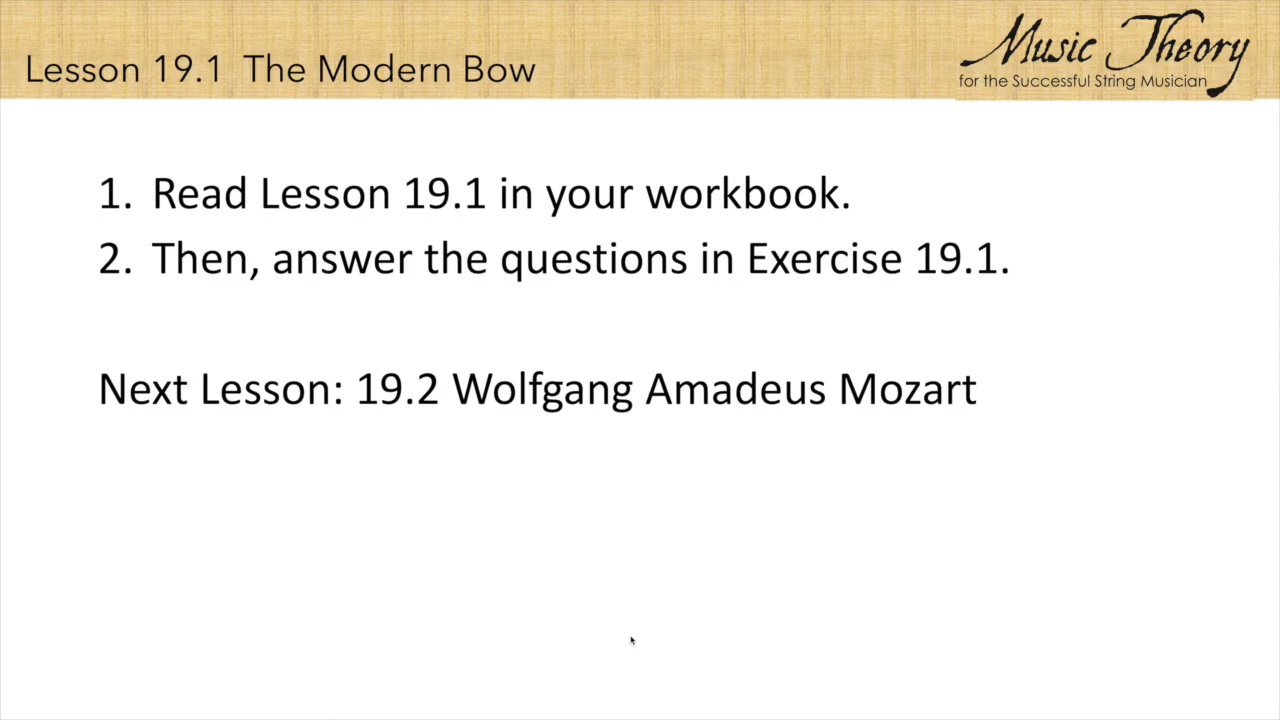 Lesson 19.1 The Modern Bow
Music Theory
for the Successful String Musician
1. Read Lesson 19.1 in your workbook.
2. Then, answer the questions in Exercise 19.1.
Next Lesson: 19.2 Wolfgang Amadeus Mozart